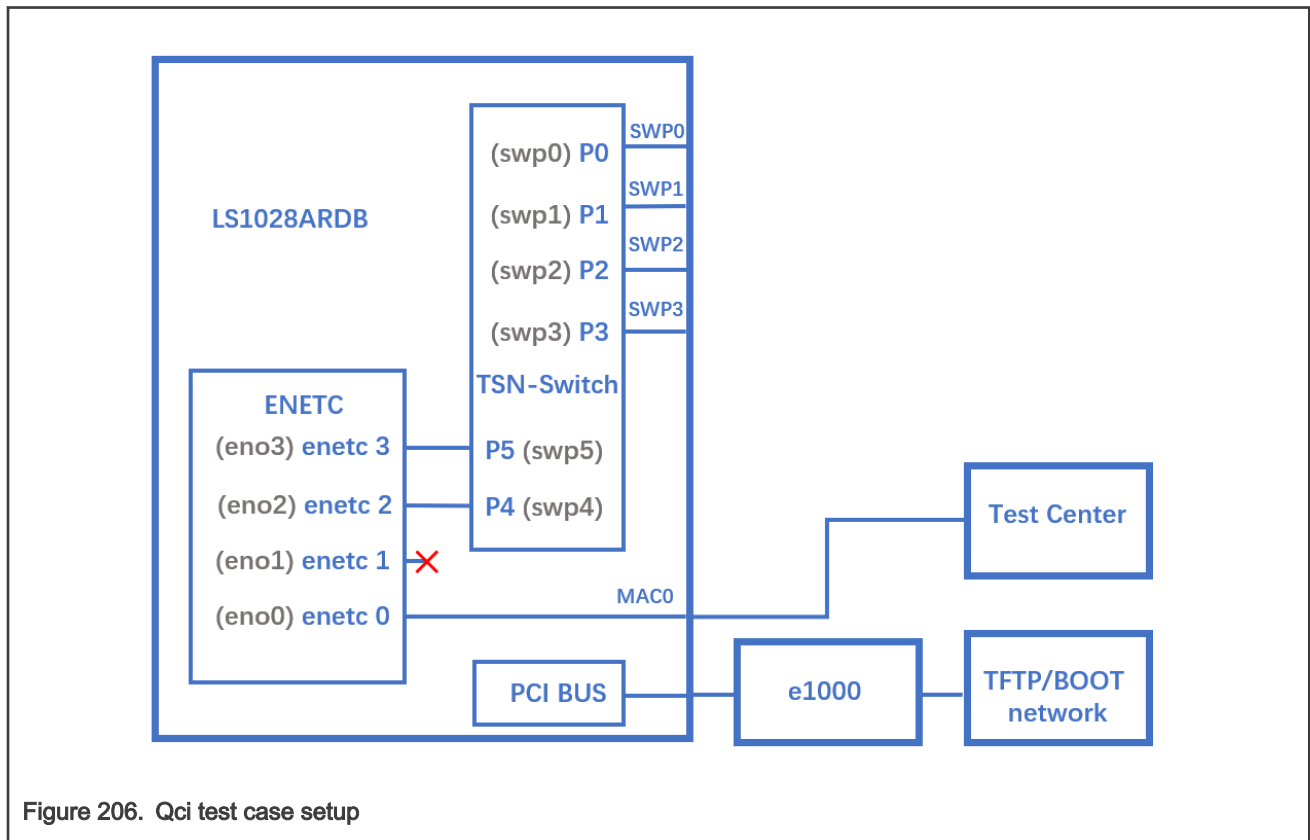 SWP0
(swp0) P0
SWP1
LS1028ARDB
(swp1) P1
SWP2
(swp2) P2
SWP3
(swp3) P3
TSN-Switch
ENETC
(eno3) enetc 3
P5 (swp5)
(eno2) enetc 2
P4 (swp4)
Test Center
(eno1) enetc 1
MAC0
(eno0) enetc 0
PCI BUS
e1000
TFTP/BOOT
network
Figure 206. Qci test case setup